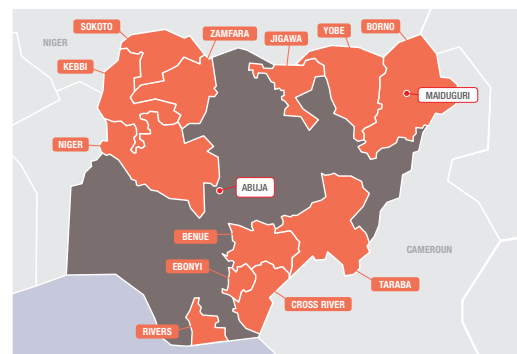 SOKOTO
ZAMFARA
JIGAWA
YOBE
BORNO
NIGER
KEBBI
MAIDUGURI
NIGER
ABUJA
BENUE
CAMEROUN
EBONYI
TARABA
CROSS RIVER
RIVERS